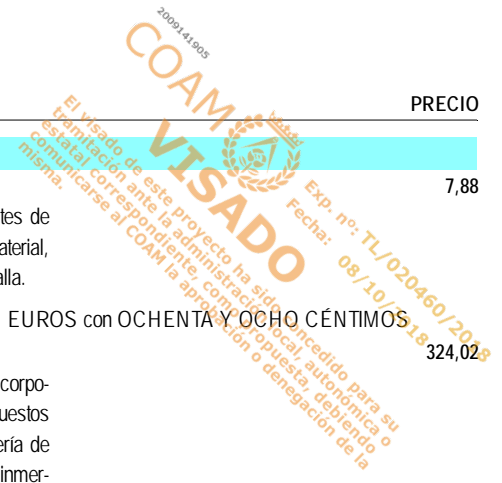 2009141905
COAM
VISADO
El visado de este proyecto ha sido concedido para su
tramitación ante la administración local, autonómica o
estatal correspondiente, como propuesta, debiendo
comunicarse al COAM la aprobación o denegación de la
misma.
Exp. nº: TL/020460/2018
Fecha: 08/10/2018
PRECIO
7,88
tes de
aterial,
alla.
EUROS con OCHENTA Y OCHO CÉNTIMOS
324,02
corpo-
uestos
ería de
inmer-